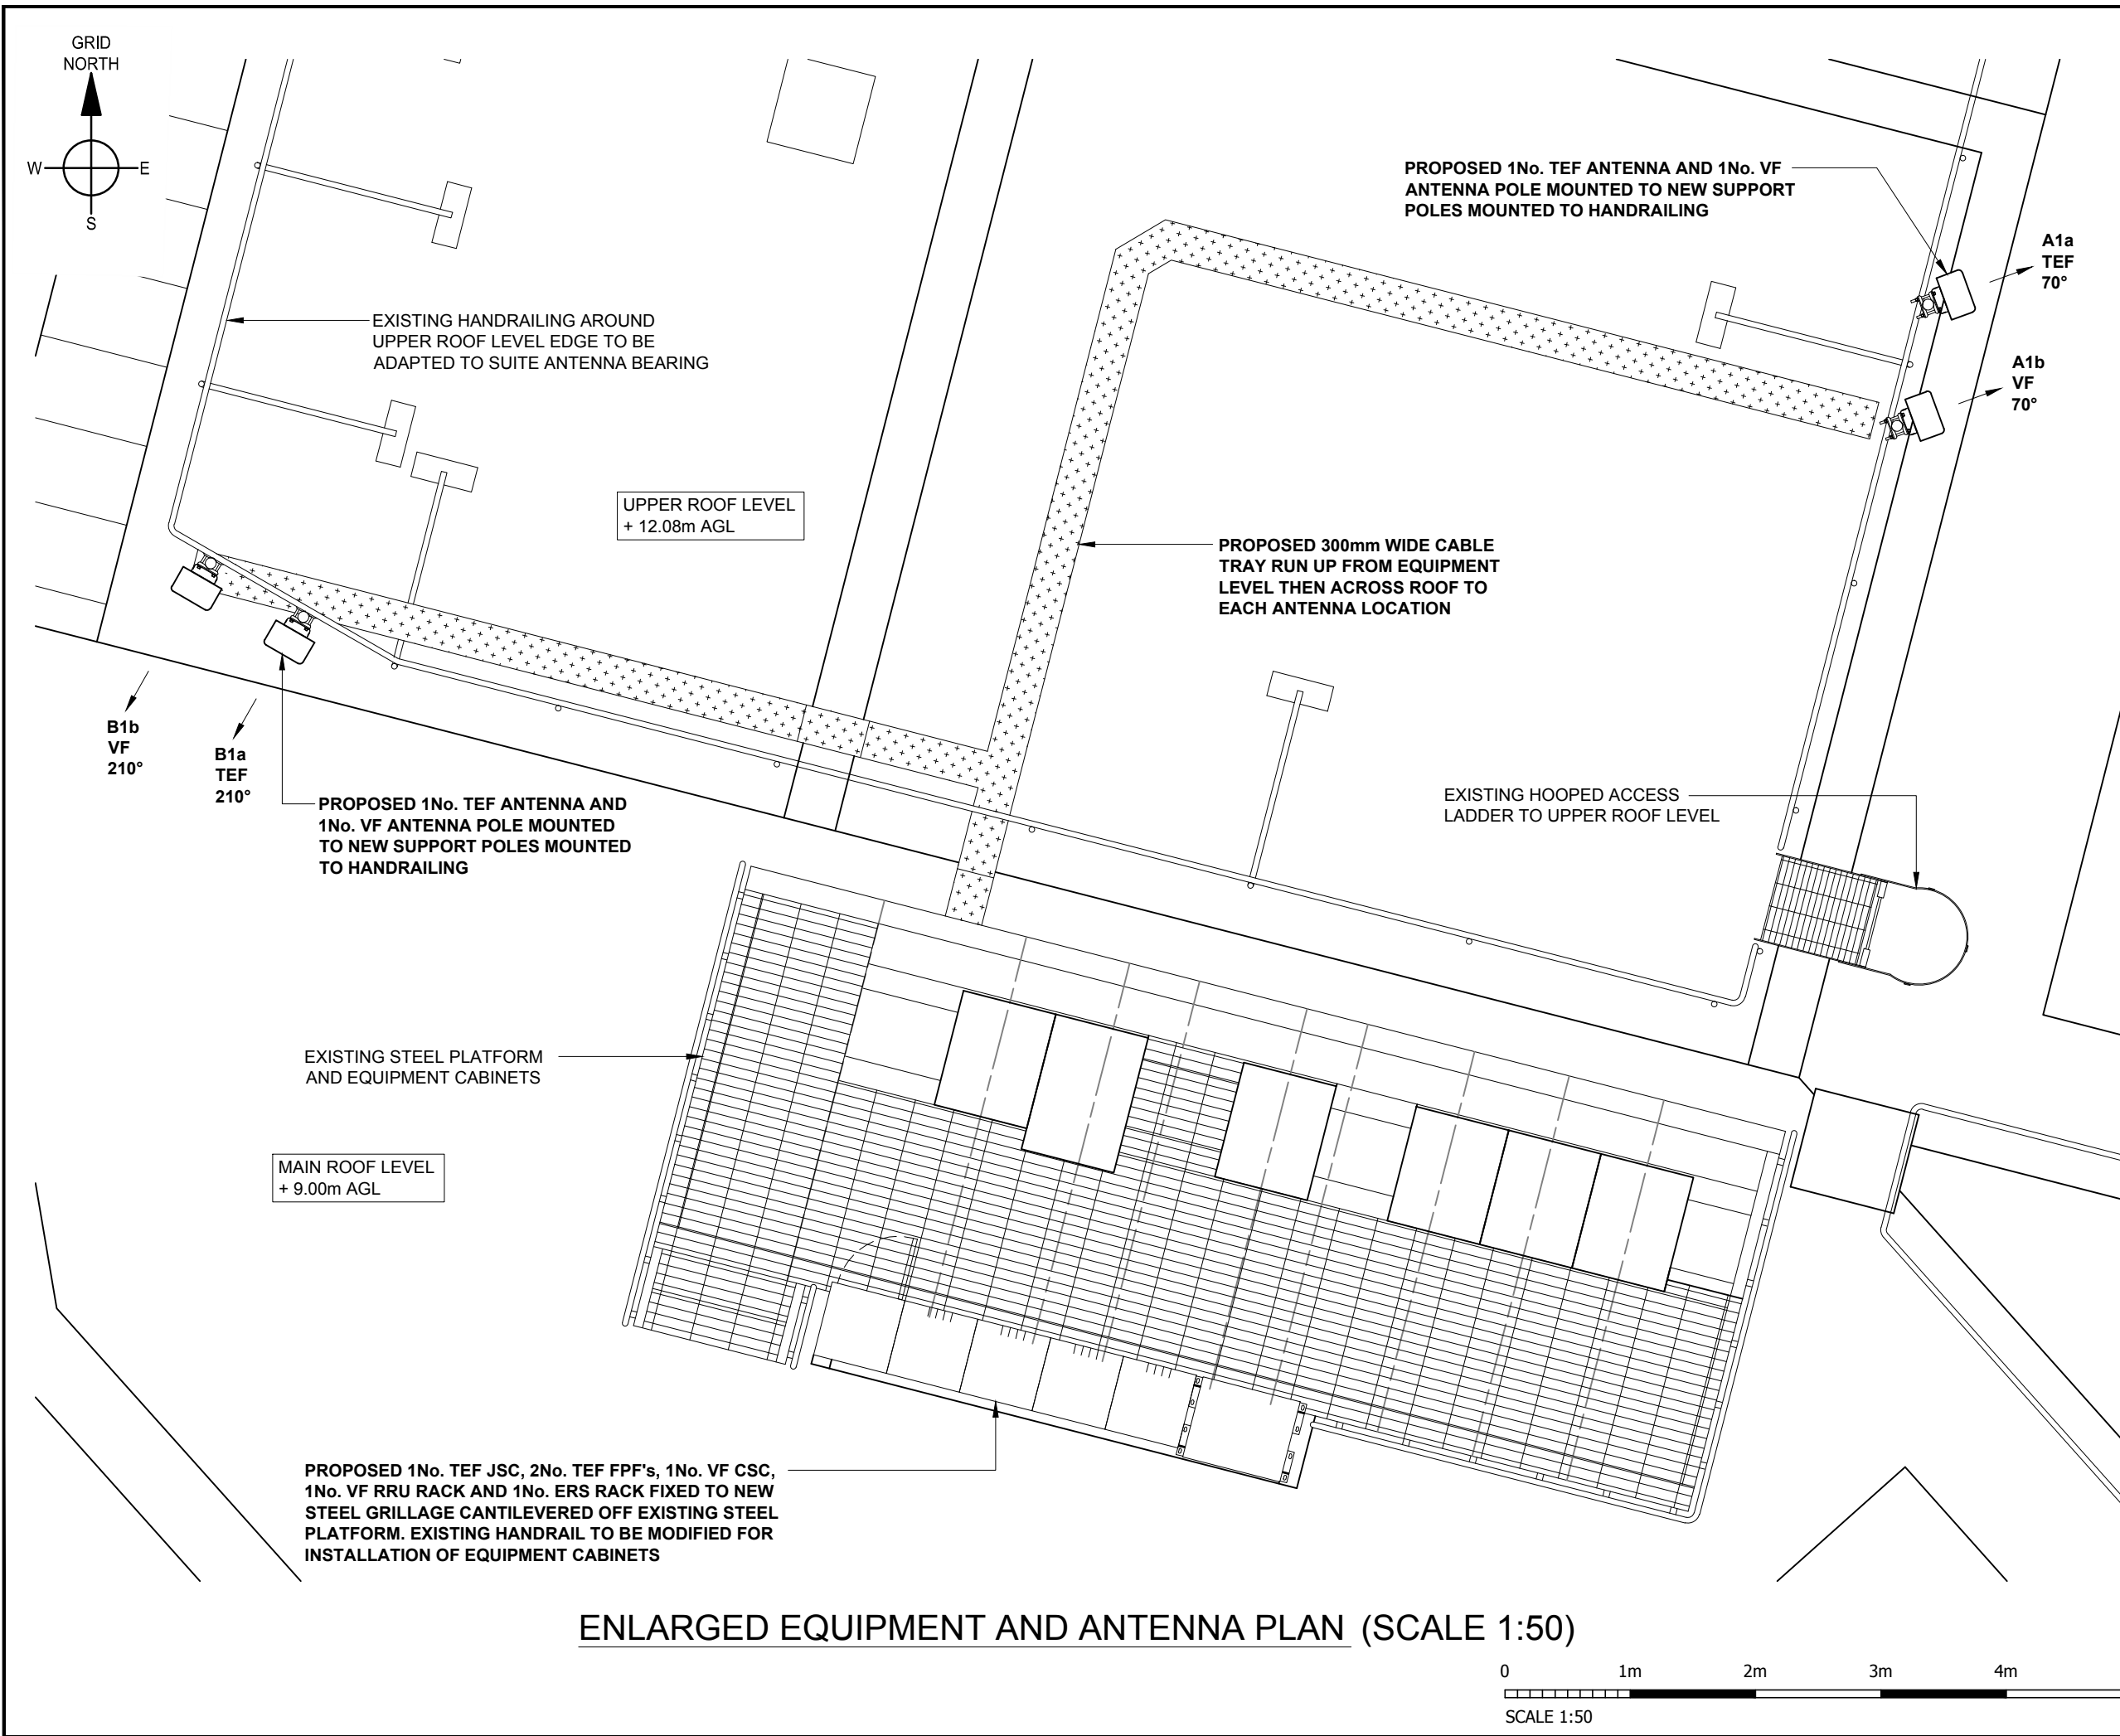 GRID
NORTH
W
E
S
PROPOSED 1No. TEF ANTENNA AND 1No. VF
ANTENNA POLE MOUNTED TO NEW SUPPORT
POLES MOUNTED TO HANDRAILING
A1a
TEF
70°
A1b
VF
70°
EXISTING HANDRAILING AROUND
UPPER ROOF LEVEL EDGE TO BE
ADAPTED TO SUITE ANTENNA BEARING
UPPER ROOF LEVEL
+ 12.08m AGL
PROPOSED 300mm WIDE CABLE
TRAY RUN UP FROM EQUIPMENT
LEVEL THEN ACROSS ROOF TO
EACH ANTENNA LOCATION
B1b
VF
210°
B1a
TEF
210°
PROPOSED 1No. TEF ANTENNA AND
1No. VF ANTENNA POLE MOUNTED
TO NEW SUPPORT POLES MOUNTED
TO HANDRAILING
EXISTING HOOPED ACCESS
LADDER TO UPPER ROOF LEVEL
EXISTING STEEL PLATFORM
AND EQUIPMENT CABINETS
MAIN ROOF LEVEL
+ 9.00m AGL
PROPOSED 1No. TEF JSC, 2No. TEF FPF's, 1No. VF CSC,
1No. VF RRU RACK AND 1No. ERS RACK FIXED TO NEW
STEEL GRILLAGE CANTILEVERED OFF EXISTING STEEL
PLATFORM. EXISTING HANDRAIL TO BE MODIFIED FOR
INSTALLATION OF EQUIPMENT CABINETS
ENLARGED EQUIPMENT AND ANTENNA PLAN (SCALE 1:50)
0 1m 2m 3m 4m
SCALE 1:50